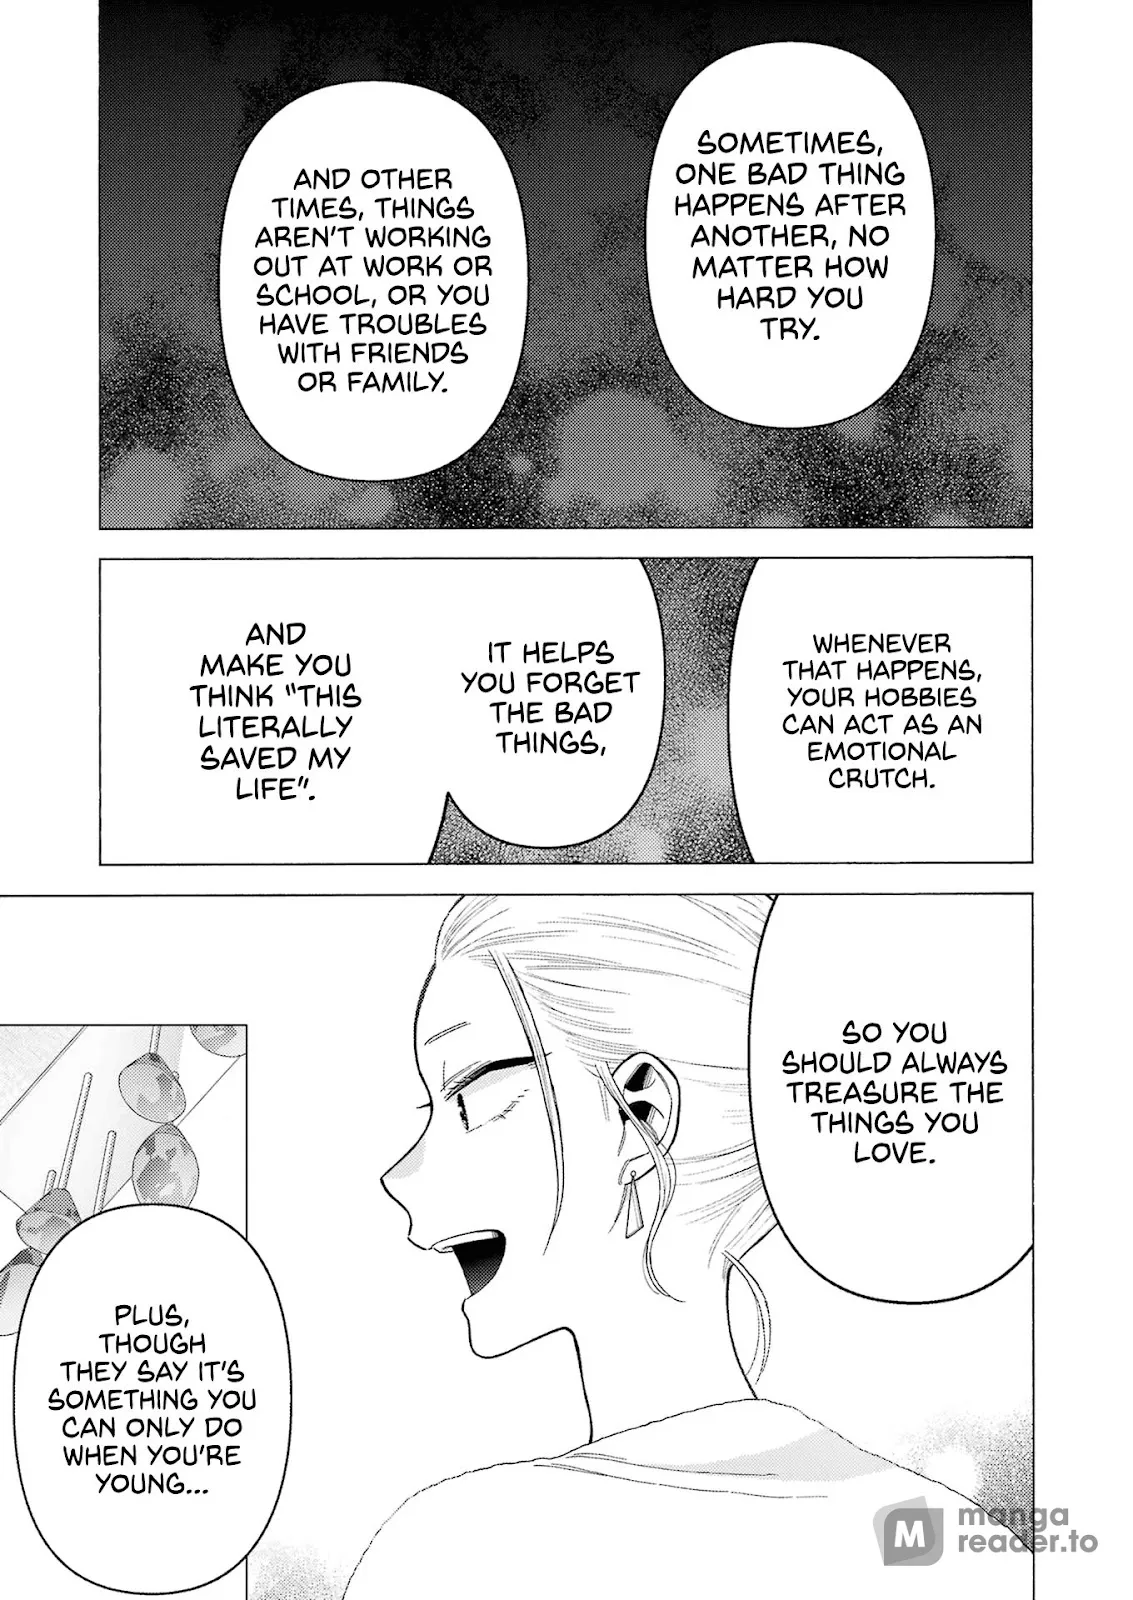 SOMETIMES,
ONE BAD THING
HAPPENS AFTER
ANOTHER, NO
MATTER HOW
HARD YOU
TRY.
AND OTHER
TIMES, THINGS
AREN'T WORKING
OUT AT WORK OR
SCHOOL, OR YOU
HAVE TROUBLES
WITH FRIENDS
OR FAMILY.
WHENEVER
THAT HAPPENS,
YOUR HOBBIES
CAN ACT AS AN
EMOTIONAL
CRUTCH.
IT HELPS
YOU FORGET
THE BAD
THINGS,
AND
MAKE YOU
THINK "THIS
LITERALLY
SAVED MY
LIFE".
SO YOU
SHOULD ALWAYS
TREASURE THE
THINGS YOU
LOVE.
PLUS,
THOUGH
THEY SAY IT'S
SOMETHING YOU
CAN ONLY DO
WHEN YOU'RE
YOUNG...
M
manga
reader.to